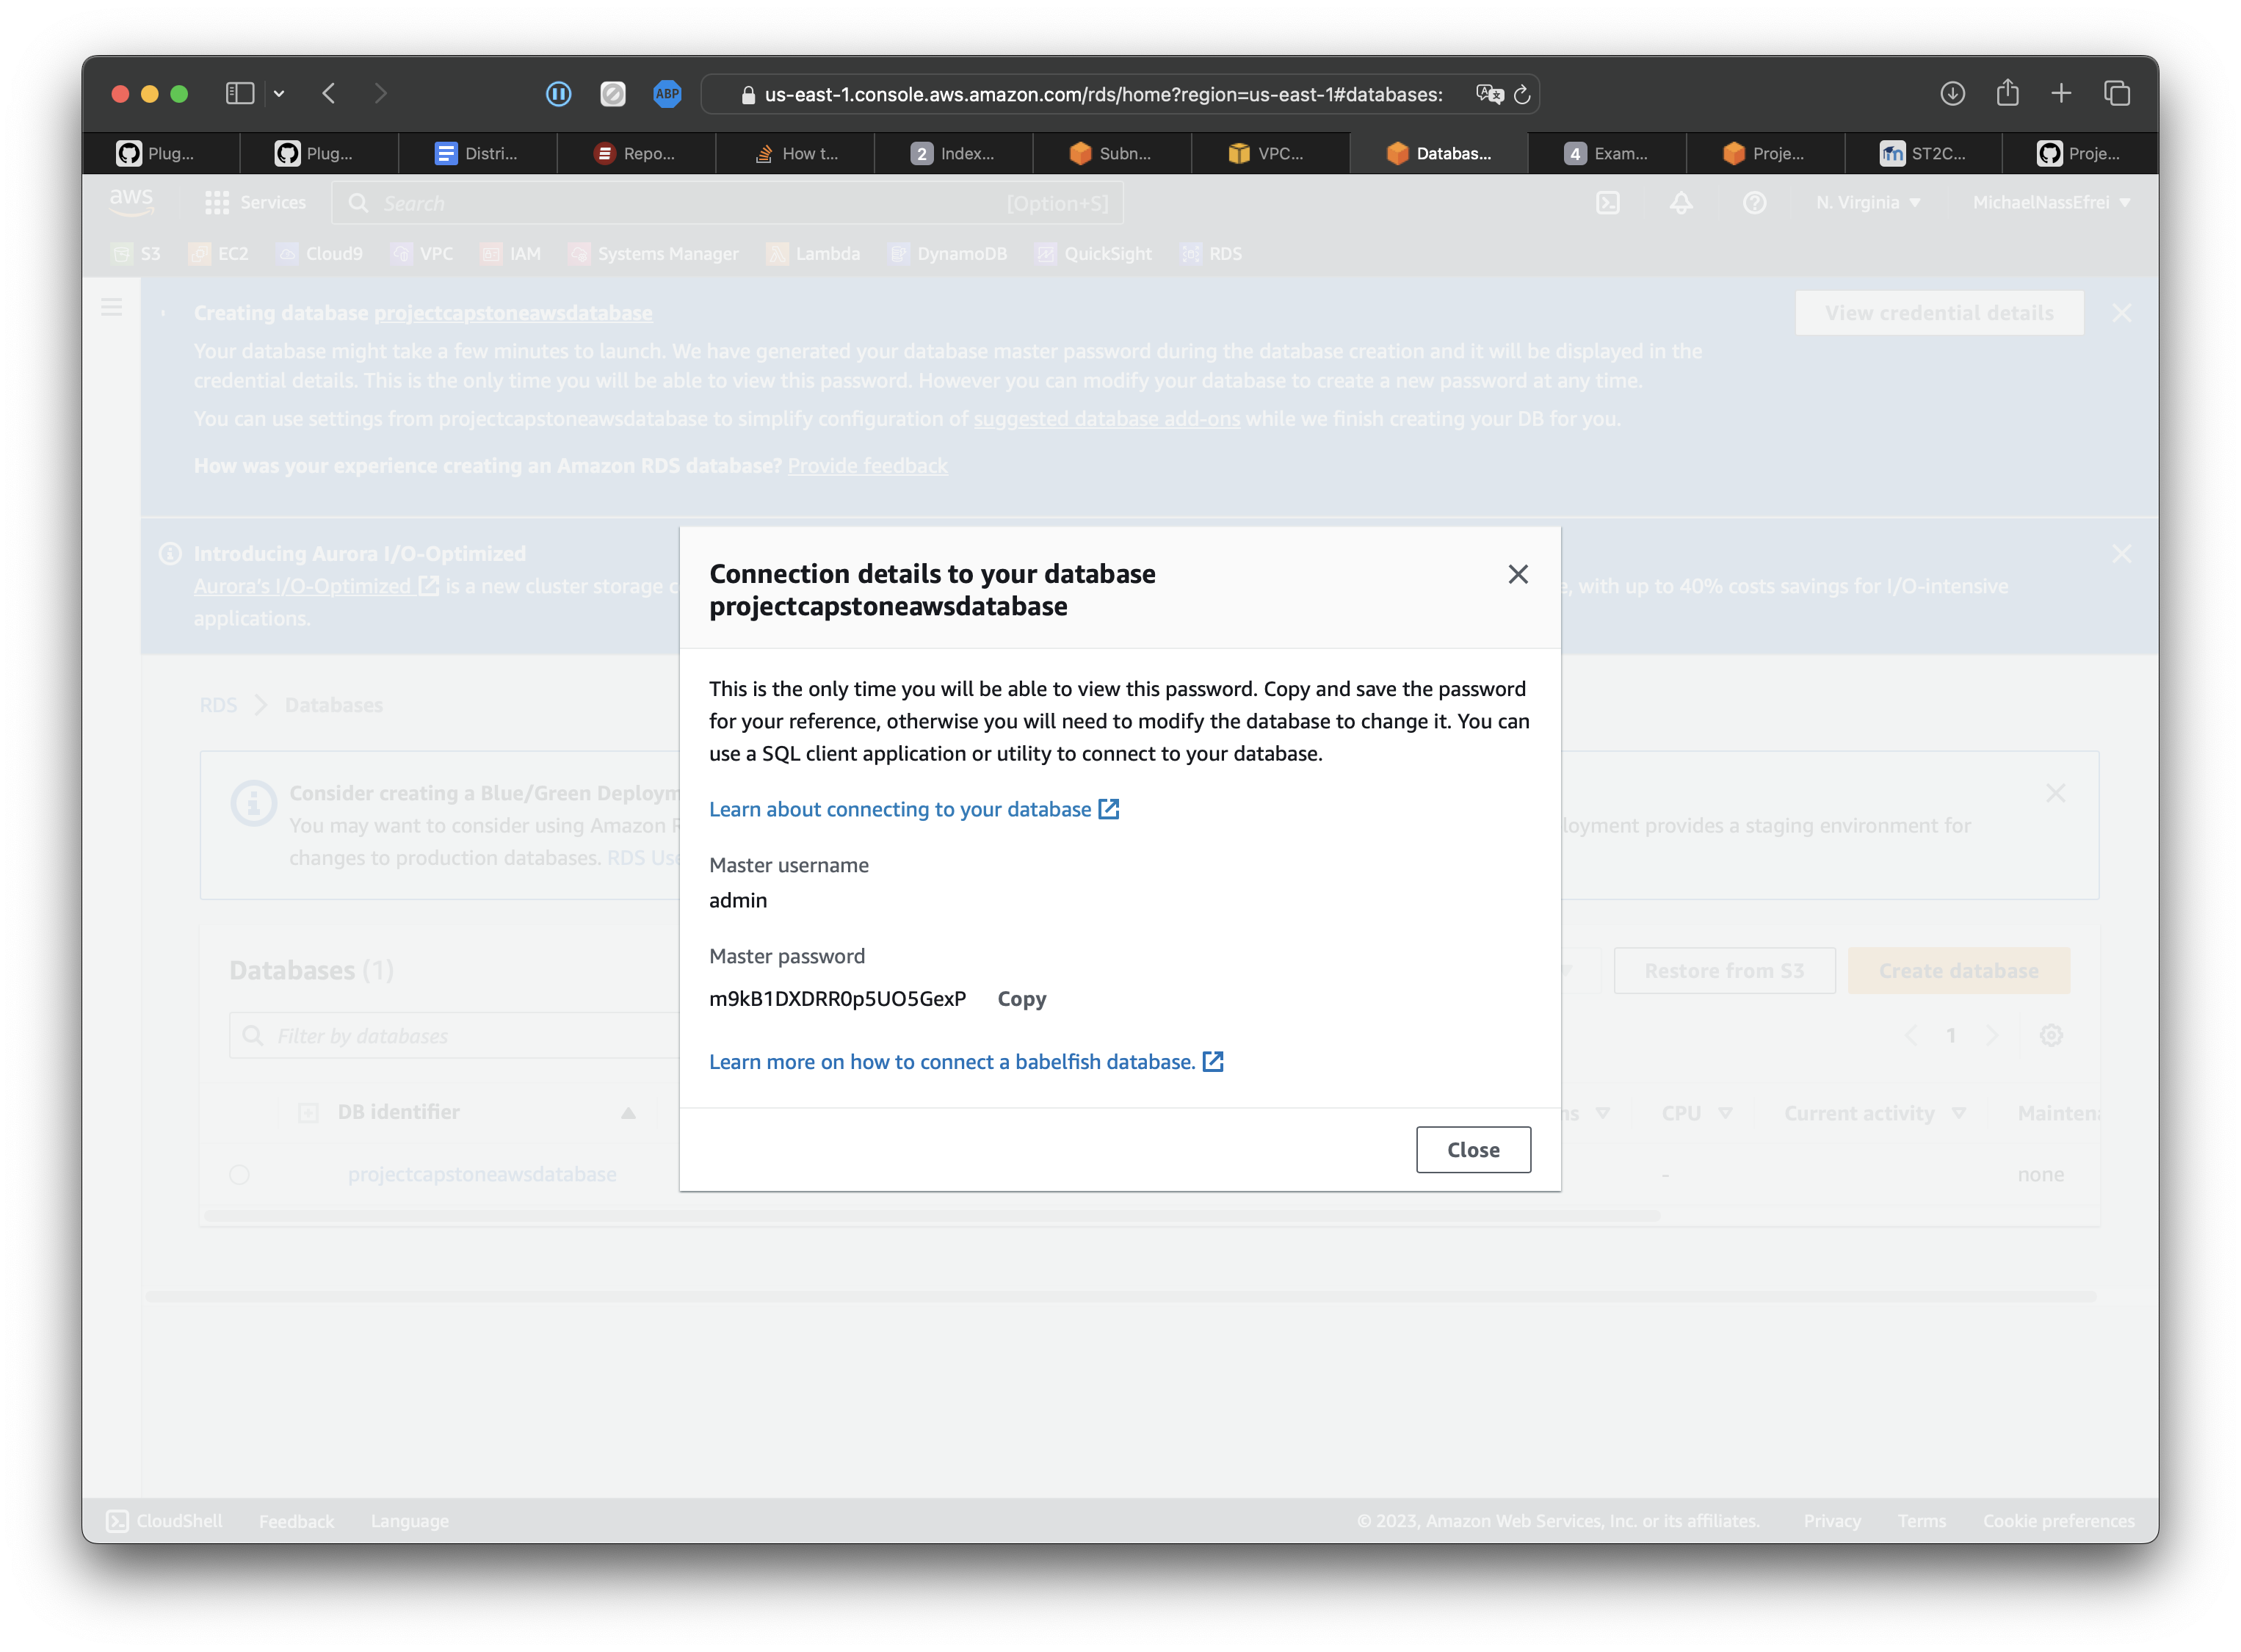 us-east-1.console.aws.amazon.com/rds/home?region=us-east-1#databases:
ABP
Plug...
Plug...
Distri...
Repo...
How t...
2 Index...
Subn...
VPC...
Databas...
4 Exam...
Proje...
ST2C...
Proje...
aws
Services
Search
[Option+S]
N. Virginia
MichaelNassEfrei
S3
EC2
Cloud9
VPC
IAM
Systems Manager
Lambda
DynamoDB
QuickSight
RDS
Creating database projectcapstoneawsdatabase
View credential details
Your database might take a few minutes to launch. We have generated your database master password during the database creation and it will be displayed in the
credential details. This is the only time you will be able to view this password. However you can modify your database to create a new password at any time.
You can use settings from projectcapstoneawsdatabase to simplify configuration of suggested database add-ons while we finish creating your DB for you.
How was your experience creating an Amazon RDS database? Provide feedback
Introducing Aurora I/O-Optimized
Aurora's I/O-Optimized is a new cluster storage c
e, with up to 40% costs savings for I/O-intensive
applications.
RDS
Databases
Consider creating a Blue/Green Deploym
You may want to consider using Amazon R
loyment provides a staging environment for
changes to production databases. RDS Use
Databases (1)
Restore from S3
Create database
Filter by databases
1
DB identifier
ns
CPU
Current activity
Mainten
projectcapstoneawsdatabase
-
none
Connection details to your database
projectcapstoneawsdatabase
This is the only time you will be able to view this password. Copy and save the password
for your reference, otherwise you will need to modify the database to change it. You can
use a SQL client application or utility to connect to your database.
Learn about connecting to your database
Master username
admin
Master password
m9kB1DXDRR0p5UO5GexP
Copy
Learn more on how to connect a babelfish database.
Close
CloudShell
Feedback
Language
© 2023, Amazon Web Services, Inc. or its affiliates.
Privacy
Terms
Cookie preferences